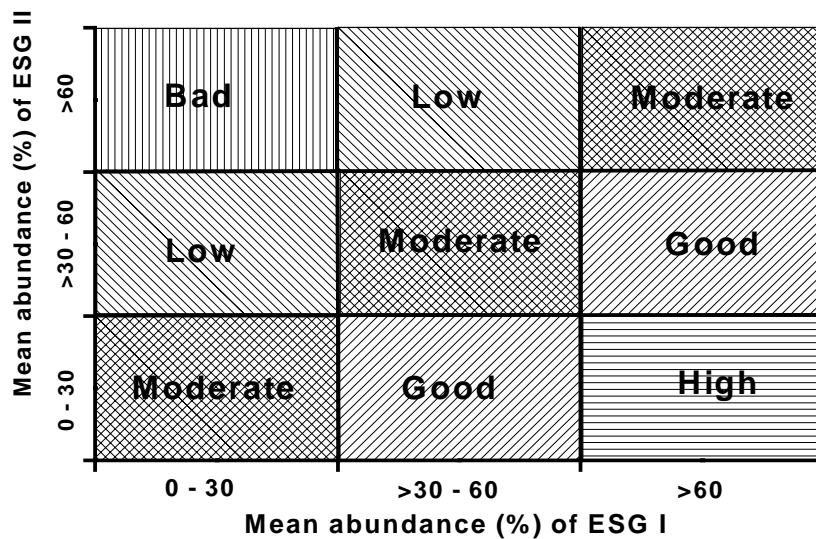 Mean abundance (%) of ESG II
>60
Bad
Low
Moderate
>30 - 60
Low
Moderate
Good
0 - 30
Moderate
Good
High
0 - 30
>30 - 60
>60
Mean abundance (%) of ESG I